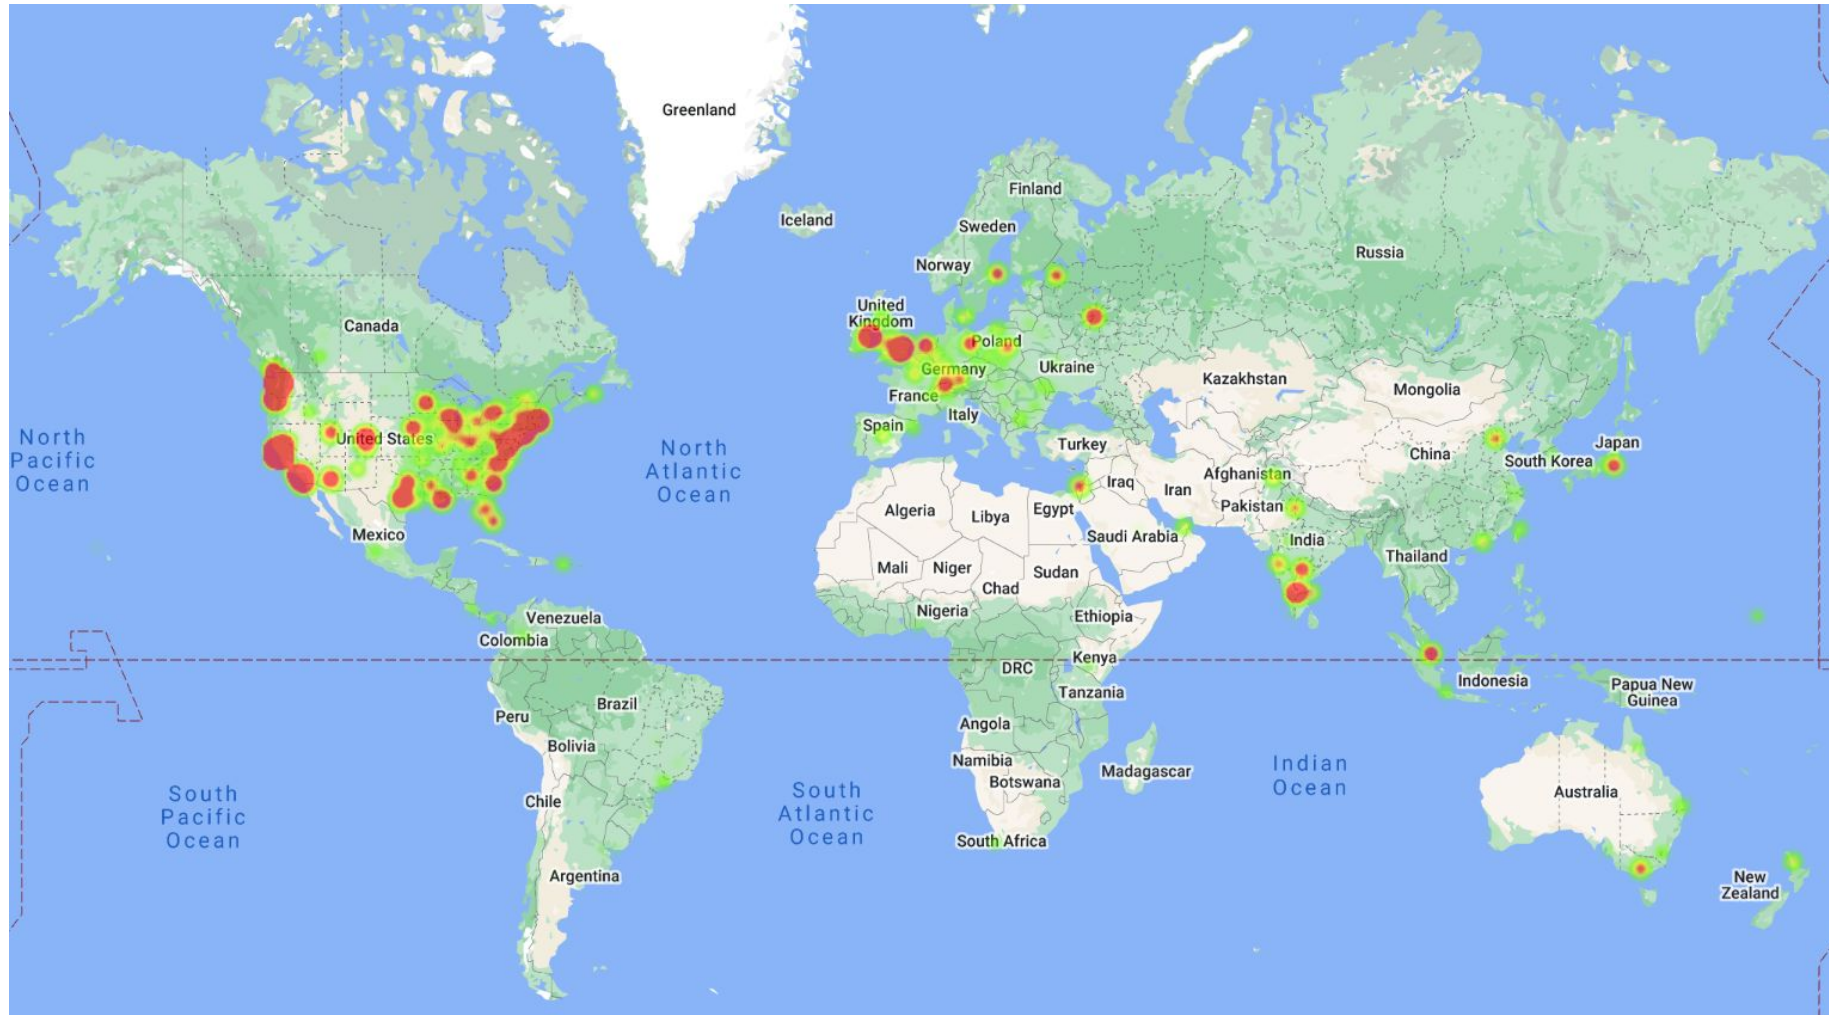 Greenland
Finland
Iceland
Sweden
Russia
Norway
United
Kingdom
Canada
Poland
Ukraine
Germany
Kazakhstan
Mongolia
France
Italy
Spain
North
Pacific
Ocean
United States
North
Atlantic
Ocean
Turkey
Japan
China
South Korea
Afghanistan
Iraq
Iran
Pakistan
Algeria
Libya
Egypt
Mexico
Saudi Arabia
India
Thailand
Mali
Niger
Sudan
Chad
Nigeria
Ethiopia
Venezuela
Colombia
Kenya
DRC
Indonesia
Papua New
Guinea
Tanzania
Brazil
Peru
Angola
Bolivia
Namibia
Botswana
Madagascar
Indian
Ocean
South
Pacific
Ocean
Chile
South
Atlantic
Ocean
Australia
South Africa
Argentina
New
Zealand